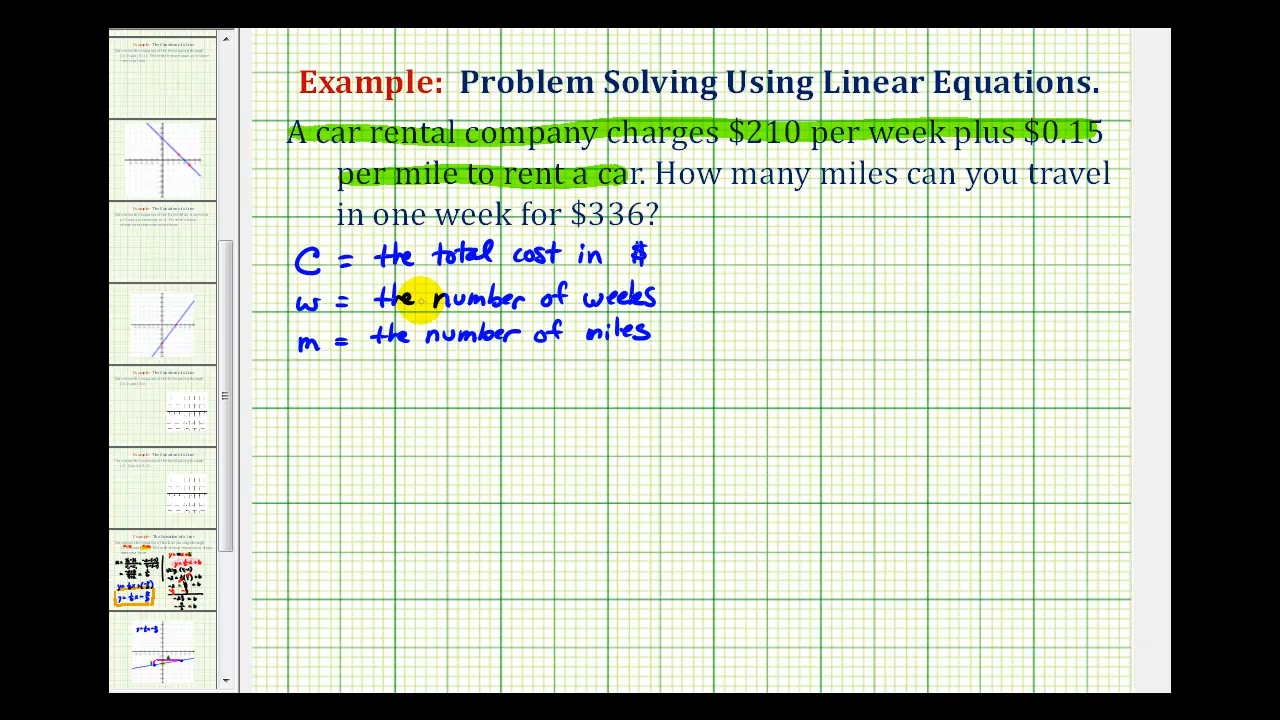 Example: Problem Solving Using Linear Equations.
A car rental company charges $210 per week plus $0.15
per mile to rent a car. How many miles can you travel
in one week for $336?
C = the total cost in $
w = the number of weeks
m = the number of miles